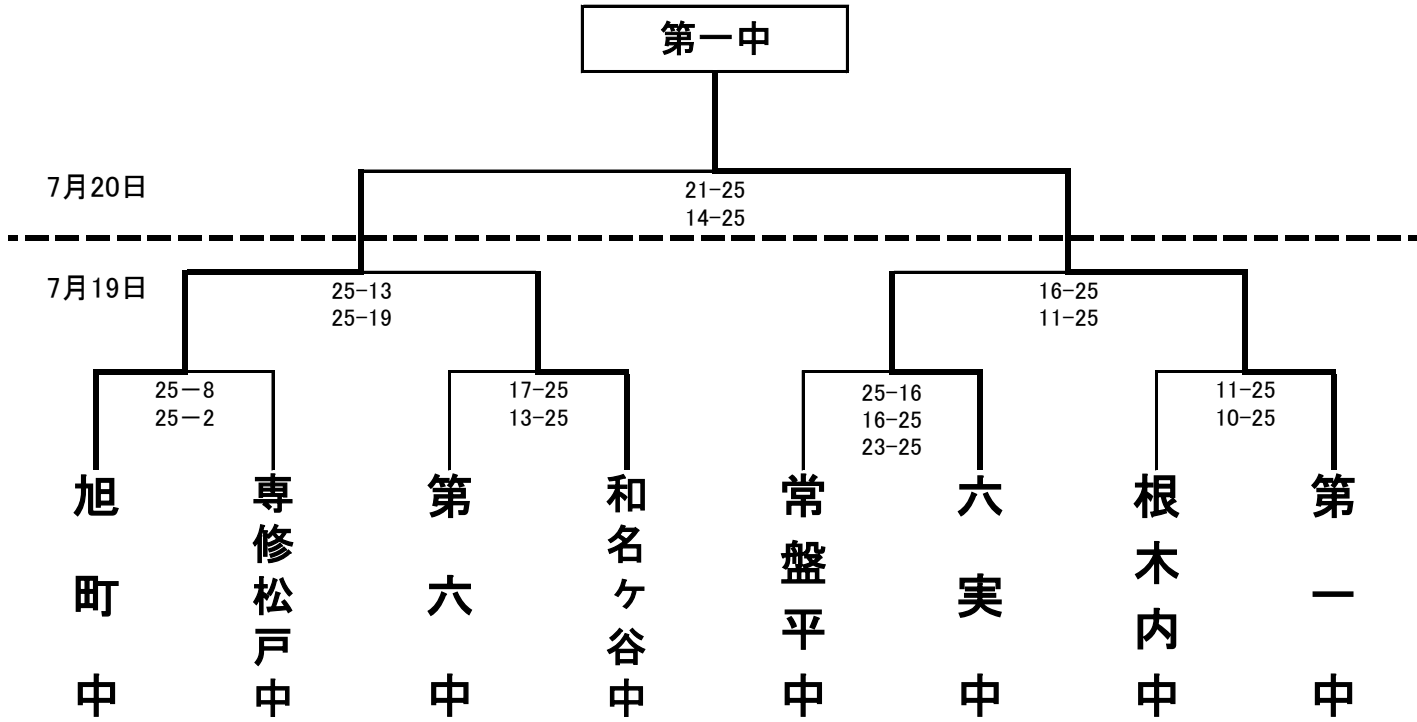 第一中
7月20日
21-25
14-25
7月19日
25-13
25-19
16-25
11-25
25－8
25－2
17-25
13-25
25-16
16-25
23-25
11-25
10-25
旭町中
専修松戸中
第六中
和名ケ谷中
常盤平中
六実中
根木内中
第一中